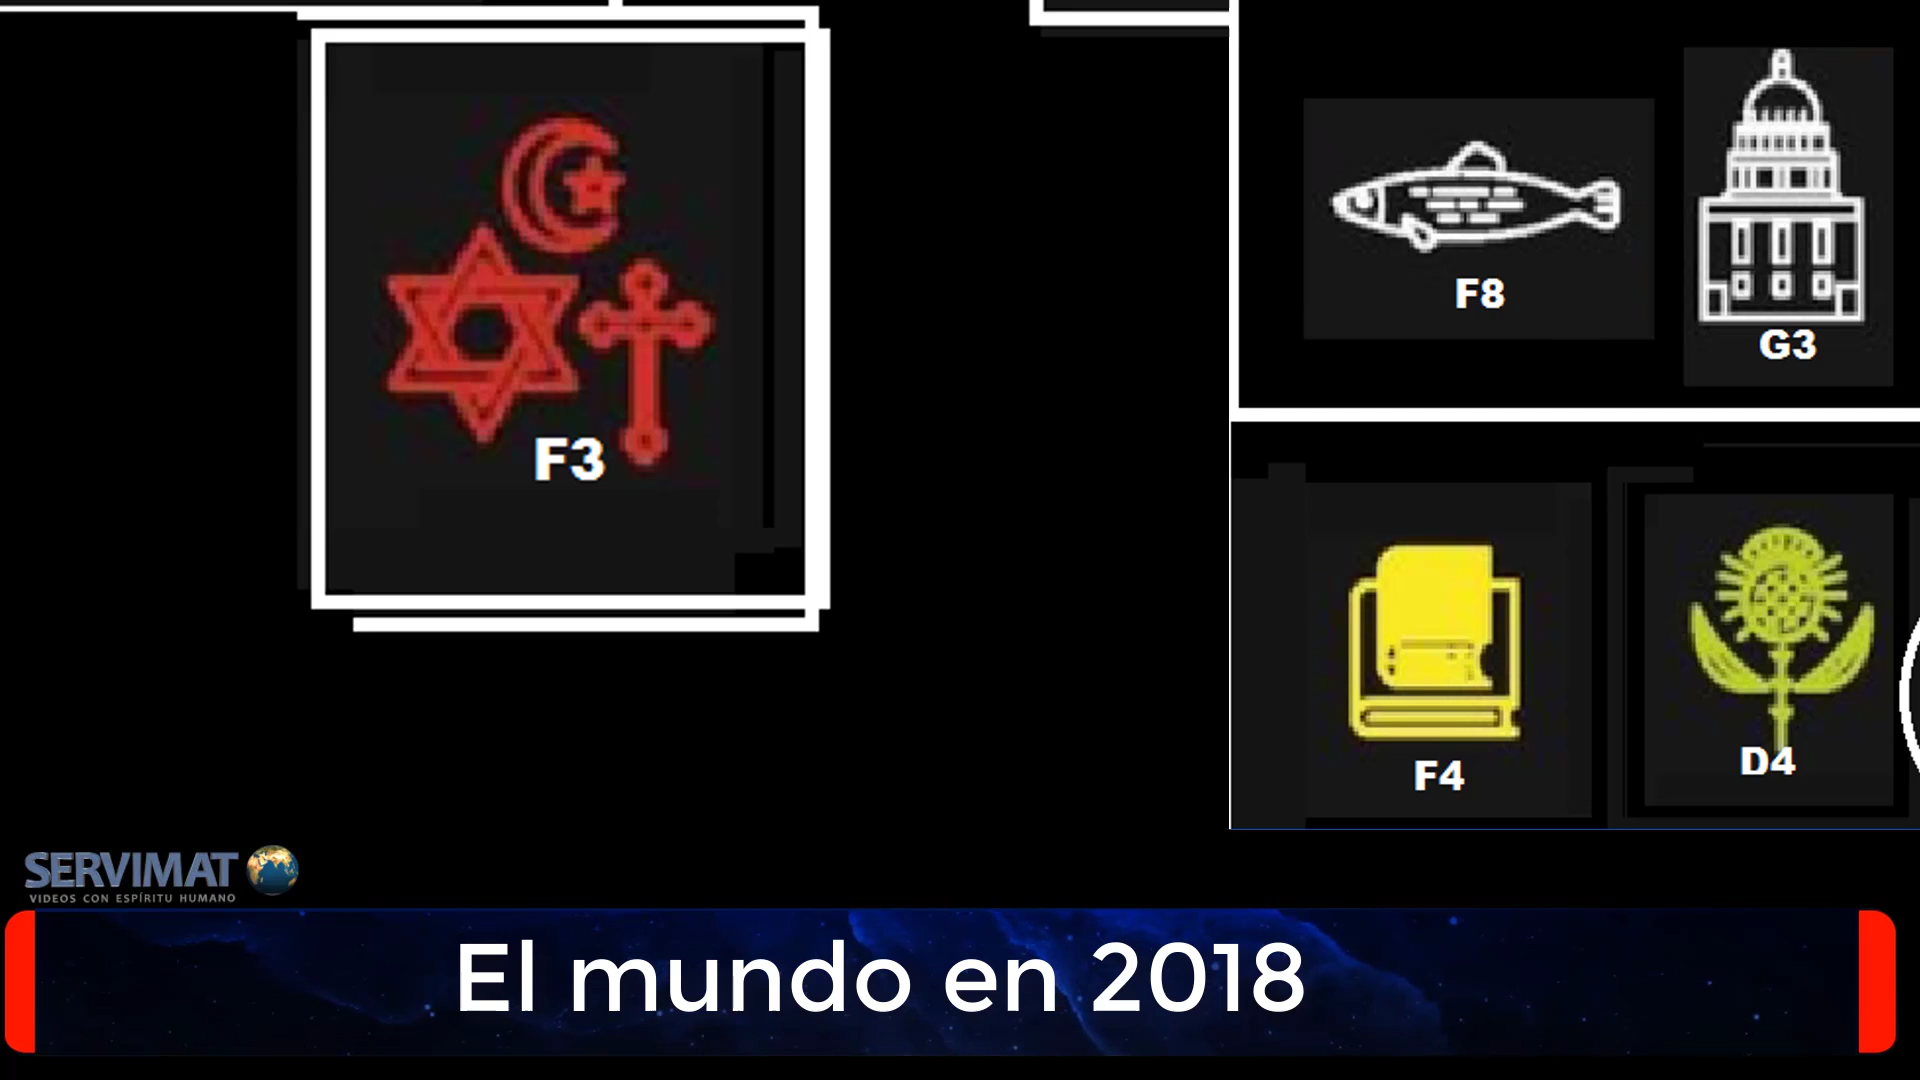 F3
F8
G3
F4
D4
SERVIMAT
VIDEOS CON ESPÍRITU HUMANO
El mundo en 2018